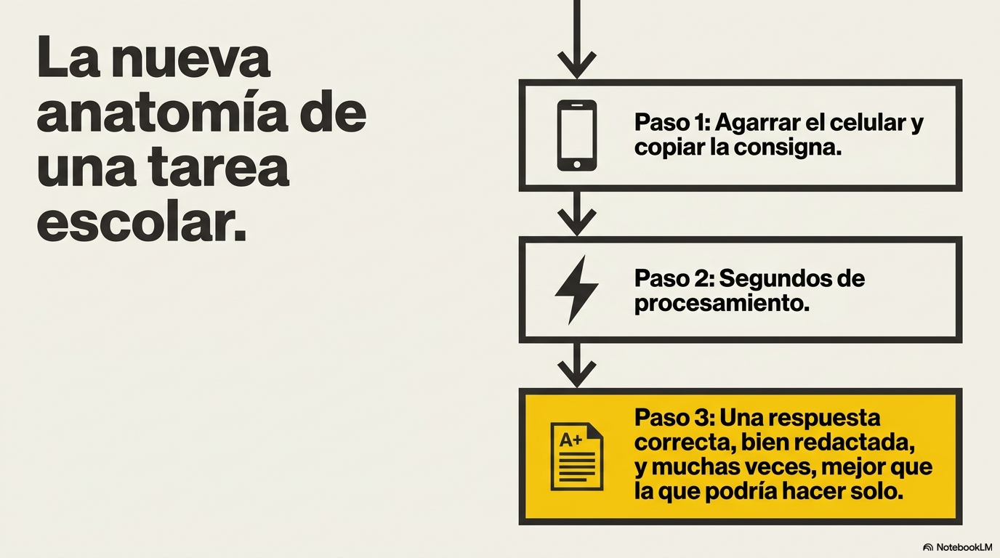 La nueva
anatomía de
una tarea
escolar.
Paso 1: Agarrar el celular y
copiar la consigna.
Paso 2: Segundos de
procesamiento.
A+
Paso 3: Una respuesta
correcta, bien redactada,
y muchas veces, mejor que
la que podría hacer solo.
NotebookLM